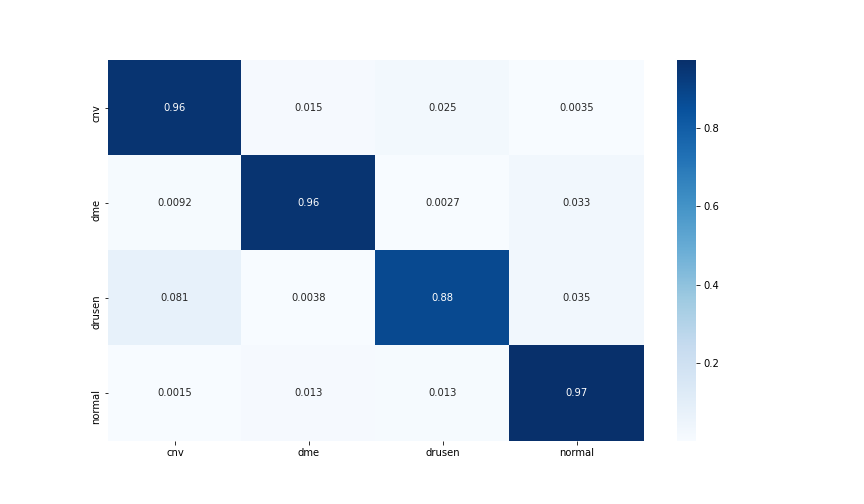 cnv 0.96 0.015 0.025 0.0035
dme 0.0092 0.96 0.0027 0.033
drusen 0.081 0.0038 0.88 0.035
normal 0.0015 0.013 0.013 0.97
cnv dme drusen normal
0.8
0.6
0.4
0.2